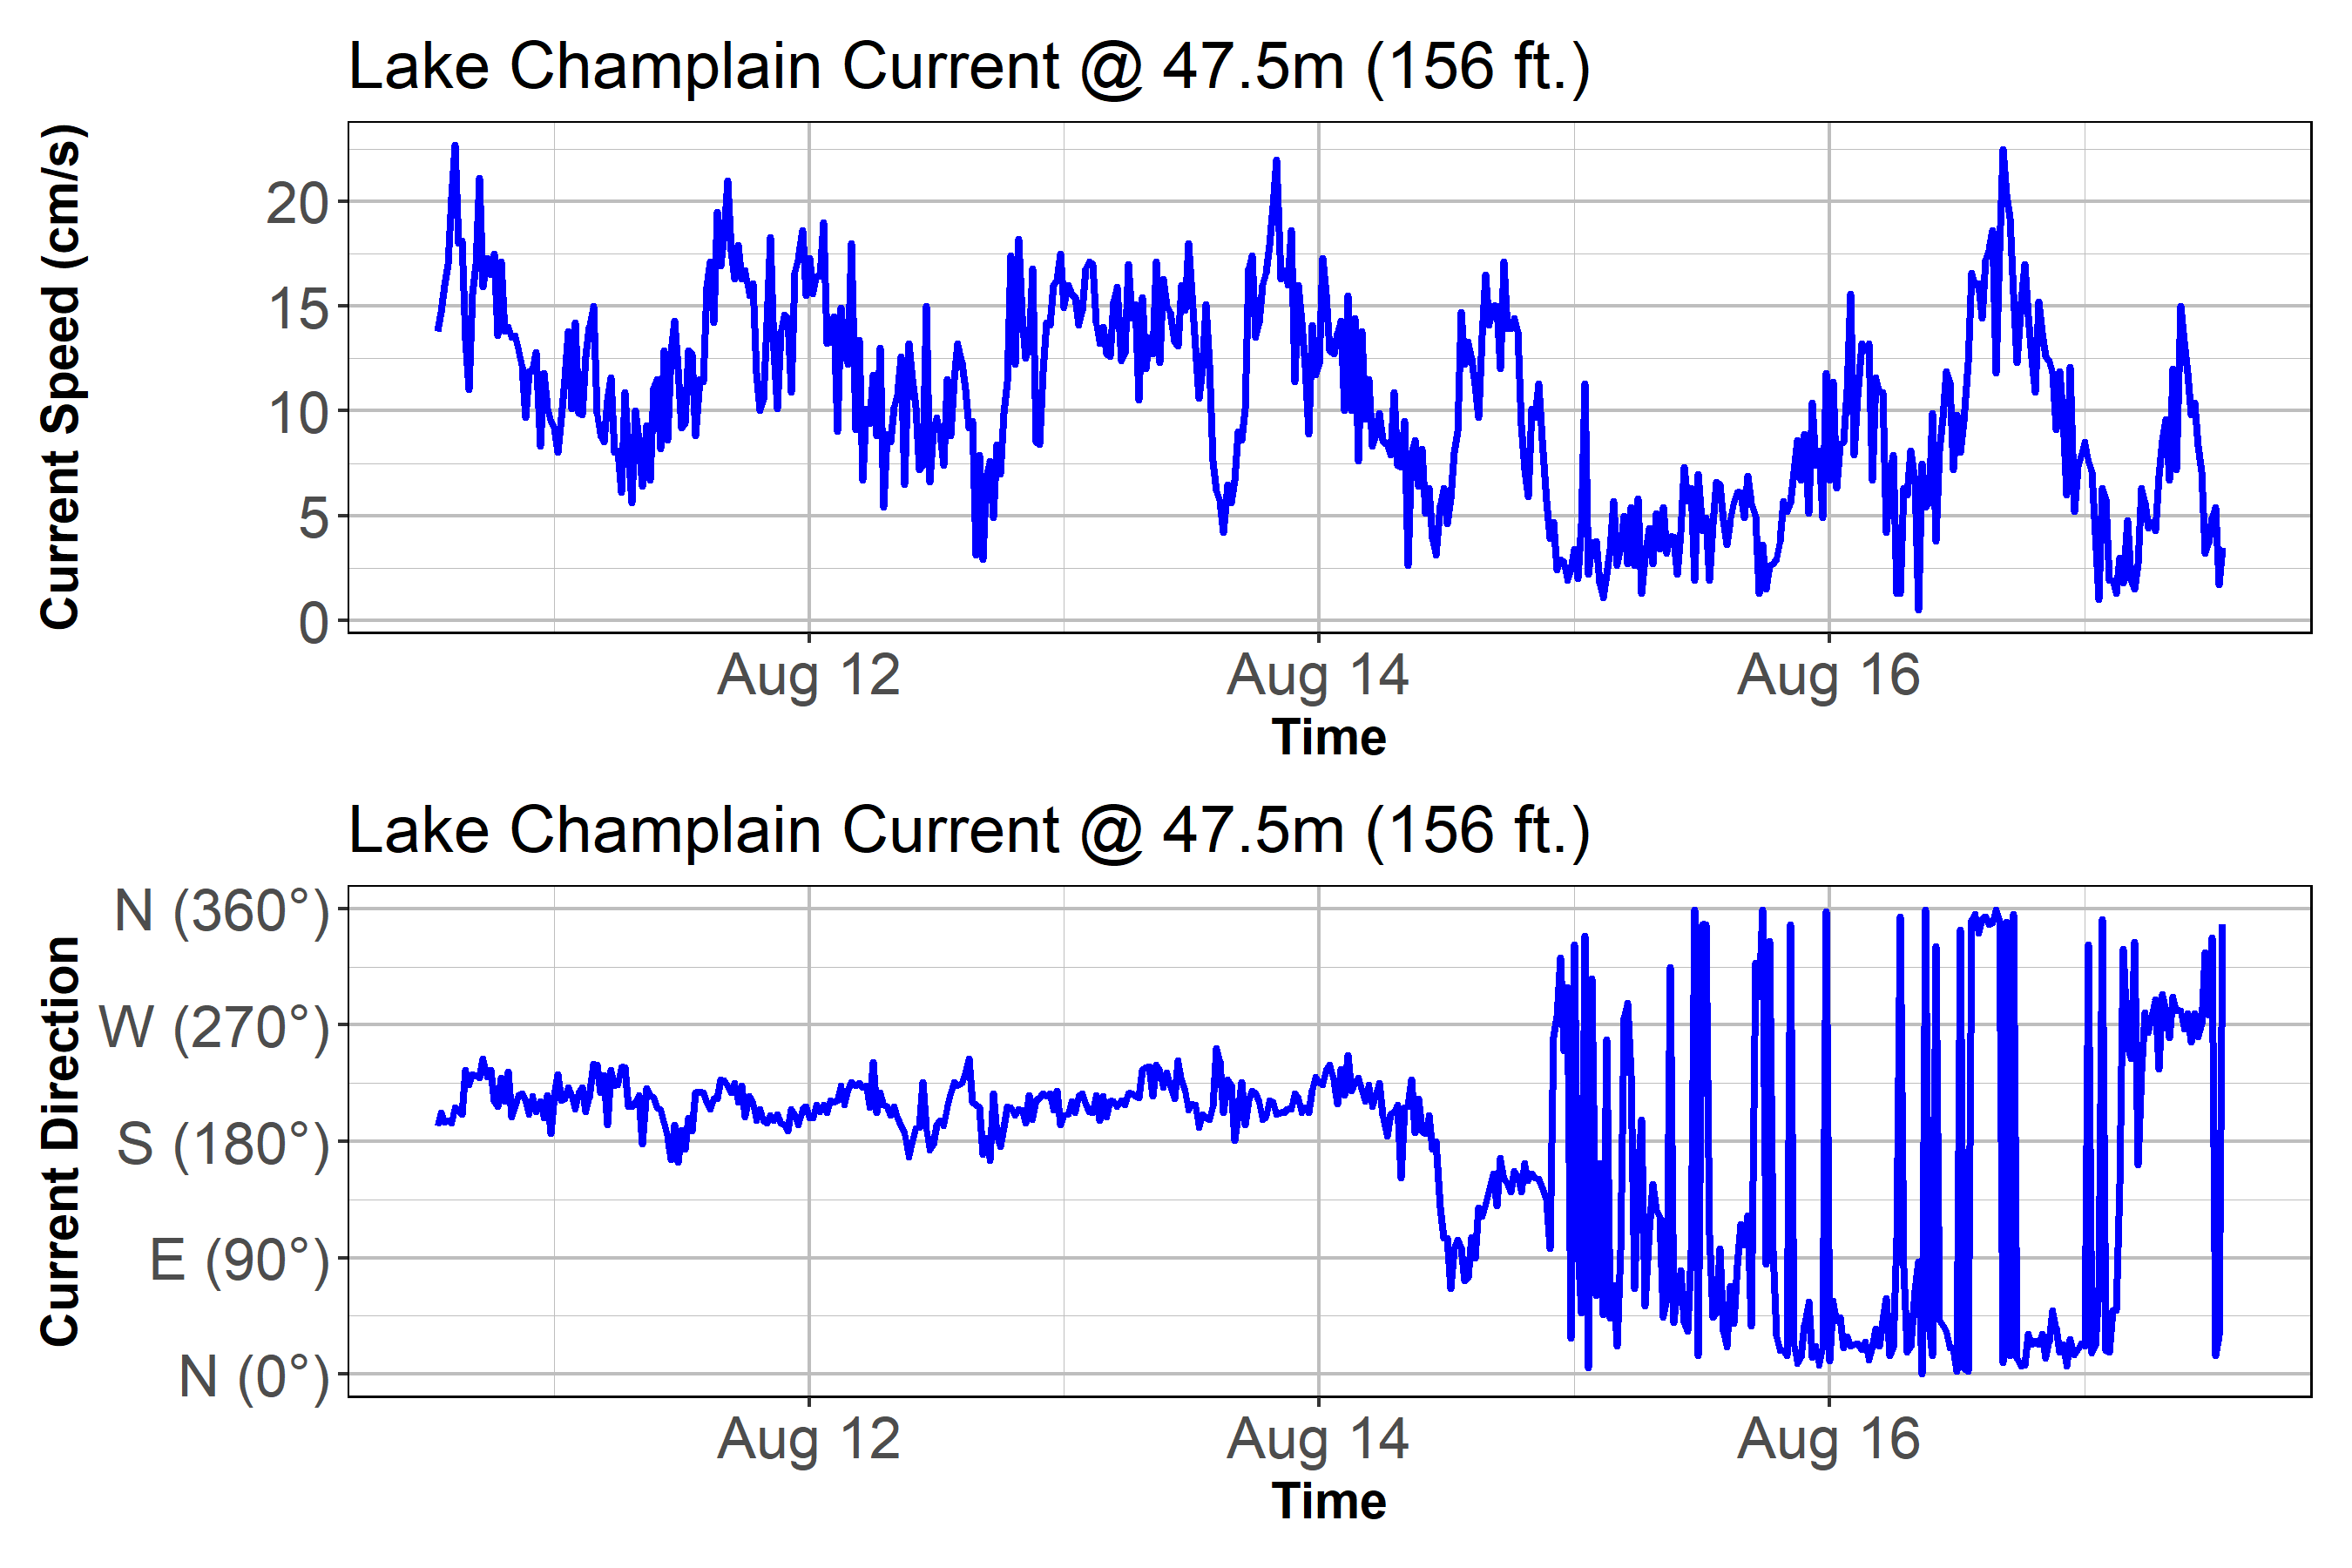 Lake Champlain Current @ 47.5m (156 ft.)
Current Speed (cm/s)
20
15
10
5
0
Aug 12
Aug 14
Aug 16
Time
Lake Champlain Current @ 47.5m (156 ft.)
Current Direction
N (360°)
W (270°)
S (180°)
E (90°)
N (0°)
Aug 12
Aug 14
Aug 16
Time